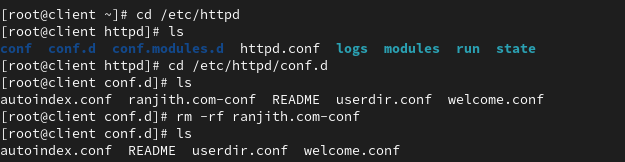 [root@client ~]# cd /etc/httpd
[root@client httpd]# ls
conf  conf.d  conf.modules.d  httpd.conf  logs  modules  run  state
[root@client httpd]# cd /etc/httpd/conf.d
[root@client conf.d]# ls
autoindex.conf  ranjith.com-conf  README  userdir.conf  welcome.conf
[root@client conf.d]# rm -rf ranjith.com-conf
[root@client conf.d]# ls
autoindex.conf  README  userdir.conf  welcome.conf